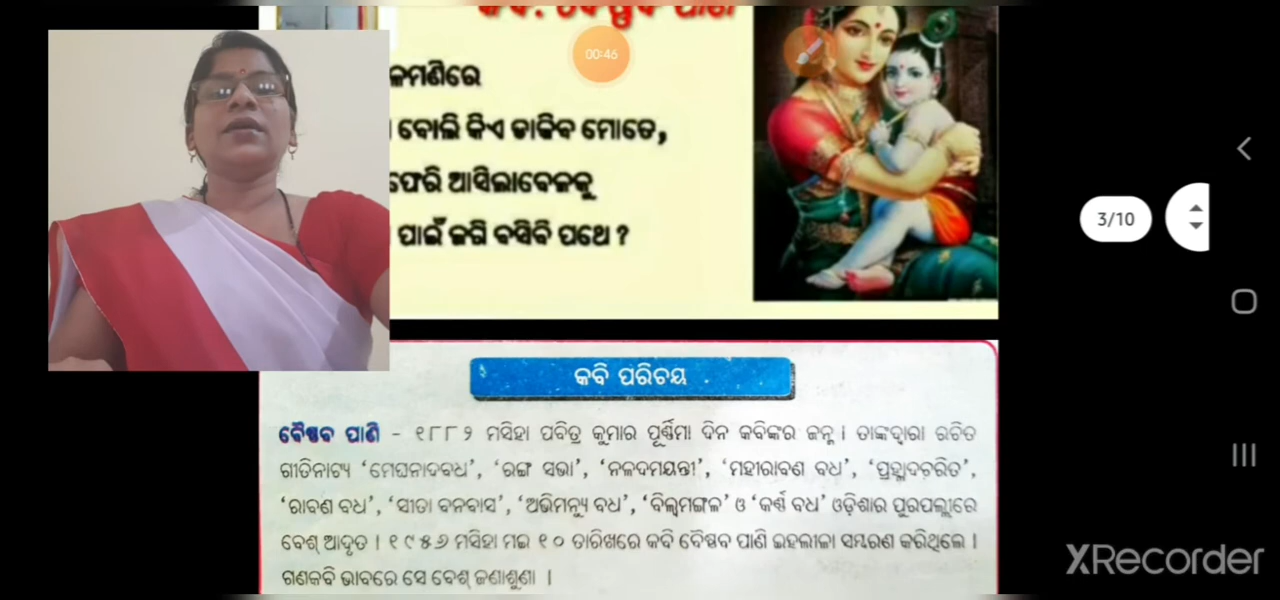 କବି: ବୈଷ୍ଣବ ପାଣି
00:46
ଳମଣିରେ
ବୋଲି କିଏ ଡାକିବ ମୋତେ,
ଫେରି ଆସିଲାବେଳକୁ
ପାଇଁ ଜଗି ବସିବି ପଥେ ?
3/10
କବି ପରିଚୟ
ବୈଷ୍ଣବ ପାଣି - ୧୮୮୨ ମସିହା ପବିତ୍ର କୁମାର ପୂର୍ଣ୍ଣିମା ଦିନ କବିଙ୍କର ଜନ୍ମ । ତାଙ୍କଦ୍ୱାରା ରଚିତ
ଗୀତିନାଟ୍ୟ ‘ମେଘନାଦବଧ’, ‘ରଙ୍ଗ ସଭା’, ‘ନଳଦମୟନ୍ତୀ’, ‘ମହୀରାବଣ ବଧ’, ‘ପ୍ରହ୍ଲାଦଚରିତ’,
‘ରାବଣ ବଧ’, ‘ସୀତା ବନବାସ’, ‘ଅଭିମନ୍ୟୁ ବଧ’, ‘ବିଲ୍ୱମଙ୍ଗଳ’ ଓ ‘କର୍ଣ୍ଣ ବଧ’ ଓଡ଼ିଶାର ପୁରପଲ୍ଲୀରେ
ବେଶ୍ ଆଦୃତ । ୧୯୫୬ ମସିହା ମଇ ୧୦ ତାରିଖରେ କବି ବୈଷ୍ଣବ ପାଣି ଇହଲୀଳା ସମ୍ବରଣ କରିଥିଲେ ।
ଗଣକବି ଭାବରେ ସେ ବେଶ୍ ଜଣାଶୁଣା ।
XRecorder